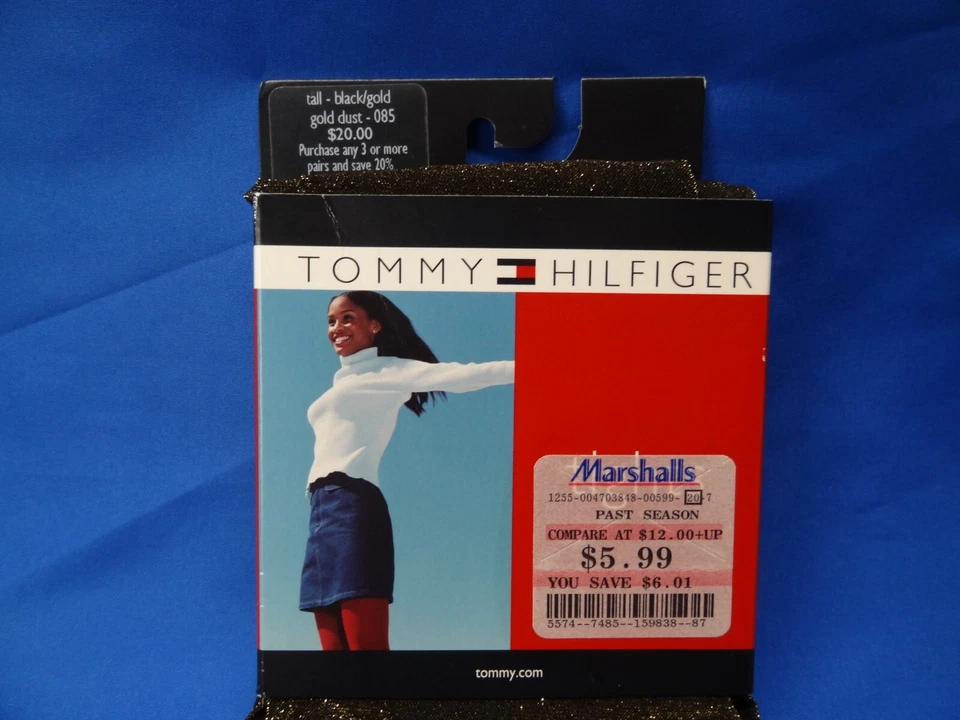 tall - black/gold
gold dust - 085
$20.00
Purchase any 3 or more
pairs and save 20%
TOMMY HILFIGER
Marshalls
1255-004703848-00599- 20-7
PAST SEASON
COMPARE AT $12.00+UP
$5.99
YOU SAVE $6.01
5574--7485--159838--87
tommy.com